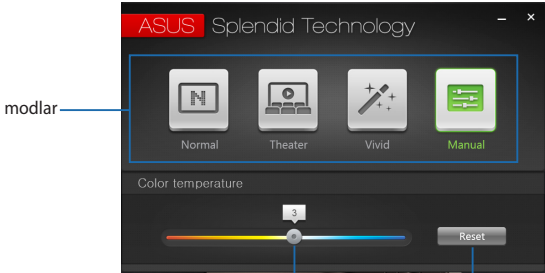 ASUS Splendid Technology
modlar
N
Normal Theater Vivid Manual
Color temperature
3
Reset